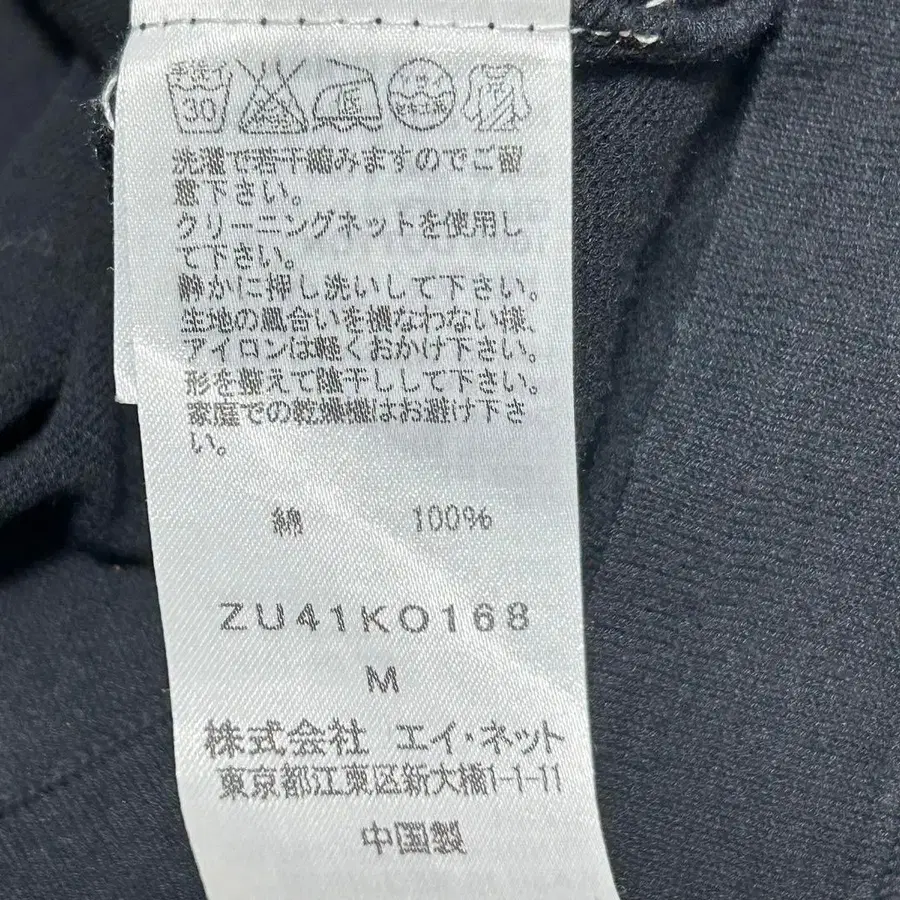 手洗イ
30
低
洗濯で若干縮みますのでご留
意下さい。
クリーニングネットを使用し
て下さい。
静かに押し洗いして下さい。
生地の風合いを損なわない様、
アイロンは軽くおかけ下さい。
形を整えて陰干しして下さい。
家庭での乾燥機はお避け下さ
い。
綿 100%
ZU41KO168
M
株式会社 エイ・ネット
東京都江東区新大橋1-1-11
中国製